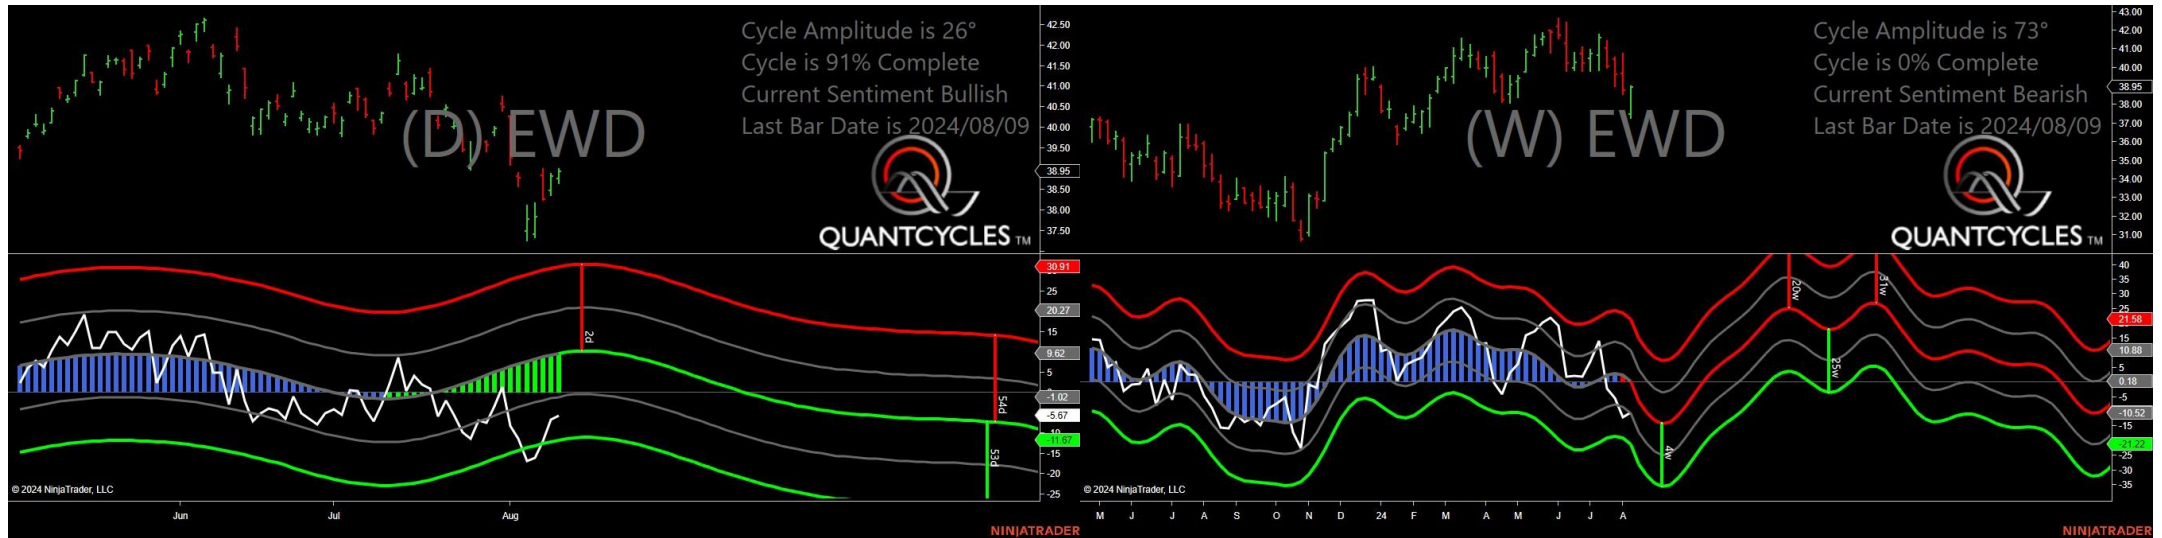 Cycle Amplitude is 26°
Cycle is 91% Complete
Current Sentiment Bullish
Last Bar Date is 2024/08/09
(D) EWD
QUANTCYCLES TM
42.50
42.00
41.50
41.00
40.50
40.00
39.50
38.95
38.50
38.00
37.50
30.91
25
20.27
15
9.62
5
-1.02
-5.67
-11.67
-15
-20
-25
2d
54d
53d
© 2024 NinjaTrader, LLC
Jun
Jul
Aug
NINJATRADER
Cycle Amplitude is 73°
Cycle is 0% Complete
Current Sentiment Bearish
Last Bar Date is 2024/08/09
(W) EWD
QUANTCYCLES TM
43.00
42.00
41.00
40.00
38.95
38.00
37.00
36.00
35.00
34.00
33.00
32.00
31.00
40
35
30
25
21.58
15
10.88
5
0.18
-5
-10.52
-15
-21.22
-25
-30
-35
20w
31w
25w
4w
© 2024 NinjaTrader, LLC
M
J
J
A
S
O
N
D
24
F
M
A
M
J
J
A
NINJATRADER